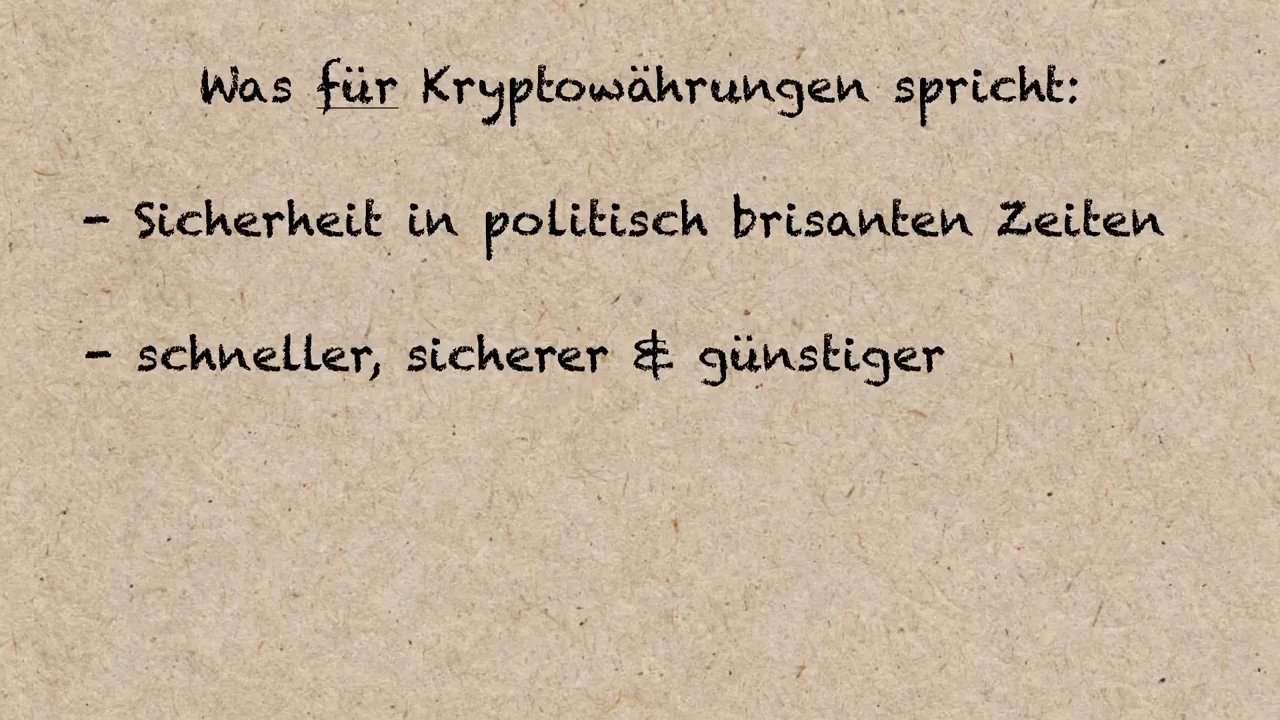 Was für Kryptowährungen spricht:
- Sicherheit in politisch brisanten Zeiten
- schneller, sicherer & günstiger